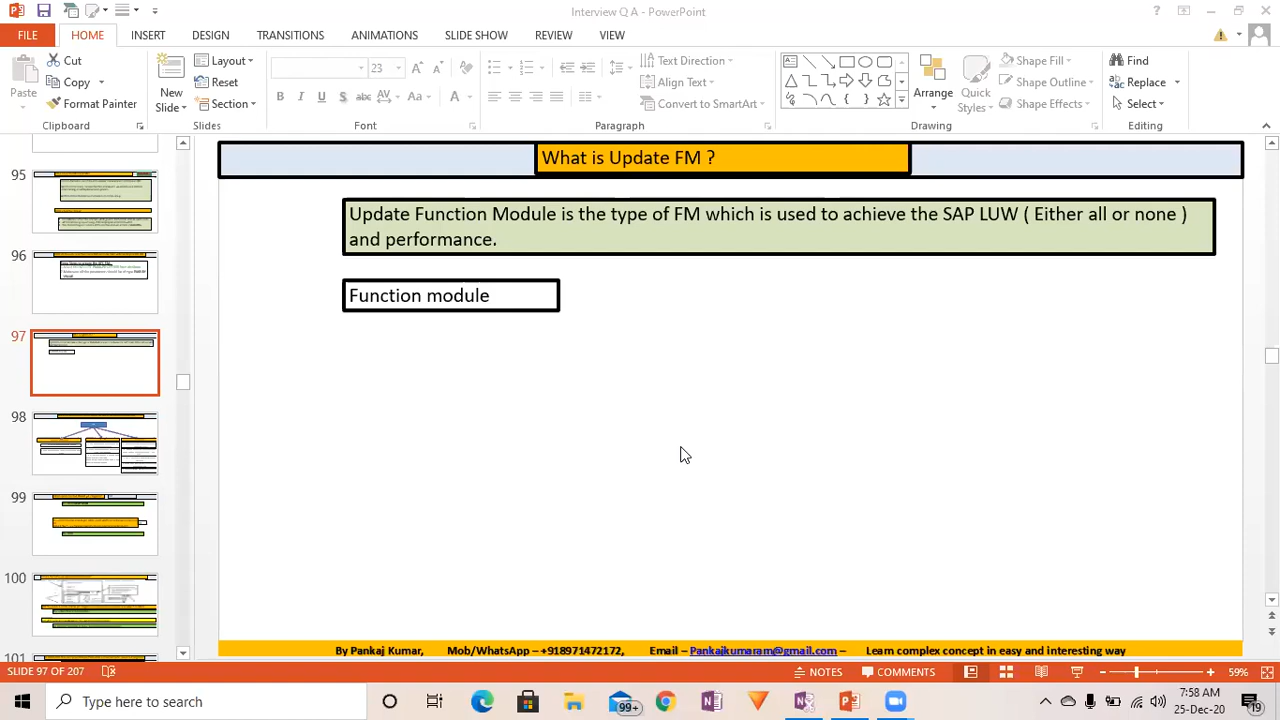 Interview Q A - PowerPoint
FILE HOME INSERT DESIGN TRANSITIONS ANIMATIONS SLIDE SHOW REVIEW VIEW
Paste
Cut
Copy
Format Painter
Clipboard
New Slide
Layout
Reset
Section
Slides
23
B I U S abc AV Aa A
Font
Text Direction
Align Text
Convert to SmartArt
Paragraph
Arrange
Quick Styles
Shape Fill
Shape Outline
Shape Effects
Drawing
Find
Replace
Select
Editing
95
96
97
98
99
100
101
What is Update FM ?
Update Function Module is the type of FM which is used to achieve the SAP LUW ( Either all or none )
and performance.
Function module
By Pankaj Kumar, Mob/WhatsApp – +918971472172, Email – Pankajkumaram@gmail.com – Learn complex concept in easy and interesting way
SLIDE 97 OF 207 NOTES COMMENTS 59%
Type here to search
99+
7:58 AM
25-Dec-20
19